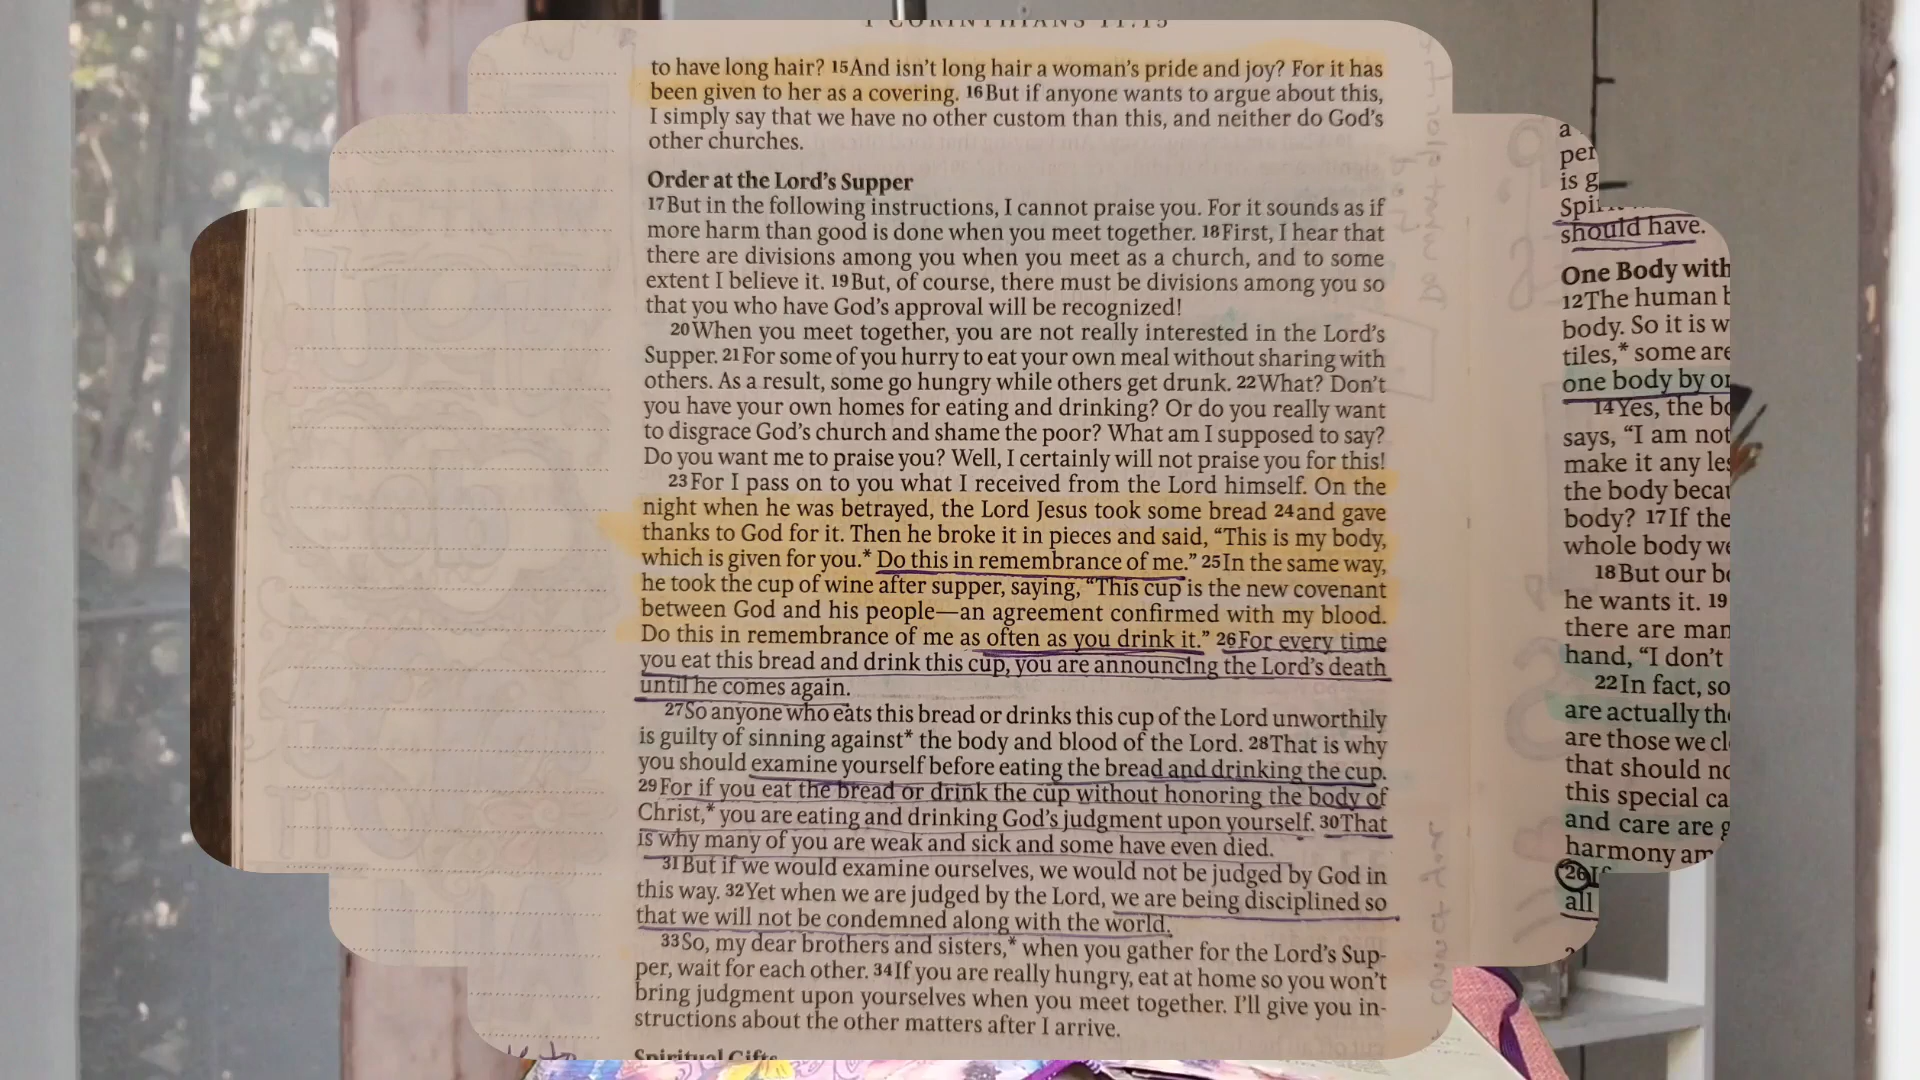 1 CORINTHIANS 11:15
to have long hair? 15And isn’t long hair a woman’s pride and joy? For it has
been given to her as a covering. 16But if anyone wants to argue about this,
I simply say that we have no other custom than this, and neither do God’s
other churches.
Order at the Lord’s Supper
17But in the following instructions, I cannot praise you. For it sounds as if
more harm than good is done when you meet together. 18First, I hear that
there are divisions among you when you meet as a church, and to some
extent I believe it. 19But, of course, there must be divisions among you so
that you who have God’s approval will be recognized!
20When you meet together, you are not really interested in the Lord’s
Supper. 21For some of you hurry to eat your own meal without sharing with
others. As a result, some go hungry while others get drunk. 22What? Don’t
you have your own homes for eating and drinking? Or do you really want
to disgrace God’s church and shame the poor? What am I supposed to say?
Do you want me to praise you? Well, I certainly will not praise you for this!
23For I pass on to you what I received from the Lord himself. On the
night when he was betrayed, the Lord Jesus took some bread 24and gave
thanks to God for it. Then he broke it in pieces and said, “This is my body,
which is given for you.* Do this in remembrance of me.” 25In the same way,
he took the cup of wine after supper, saying, “This cup is the new covenant
between God and his people—an agreement confirmed with my blood.
Do this in remembrance of me as often as you drink it.” 26For every time
you eat this bread and drink this cup, you are announcing the Lord’s death
until he comes again.
27So anyone who eats this bread or drinks this cup of the Lord unworthily
is guilty of sinning against* the body and blood of the Lord. 28That is why
you should examine yourself before eating the bread and drinking the cup.
29For if you eat the bread or drink the cup without honoring the body of
Christ,* you are eating and drinking God’s judgment upon yourself. 30That
is why many of you are weak and sick and some have even died.
31But if we would examine ourselves, we would not be judged by God in
this way. 32Yet when we are judged by the Lord, we are being disciplined so
that we will not be condemned along with the world.
33So, my dear brothers and sisters,* when you gather for the Lord’s Sup-
per, wait for each other. 34If you are really hungry, eat at home so you won’t
bring judgment upon yourselves when you meet together. I’ll give you in-
structions about the other matters after I arrive.
Spiritual Gifts
a
per
is g
should have.
One Body with
12The human
body. So it is w
tiles,* some are
one body by
14Yes, the
says, “I am not
make it any
the body
body? 17If the
whole body
18But our
he wants it. 19
there are
hand, “I don’t
22In fact, so
are actually
are those we
that should
this special
and care are
harmony
26
all